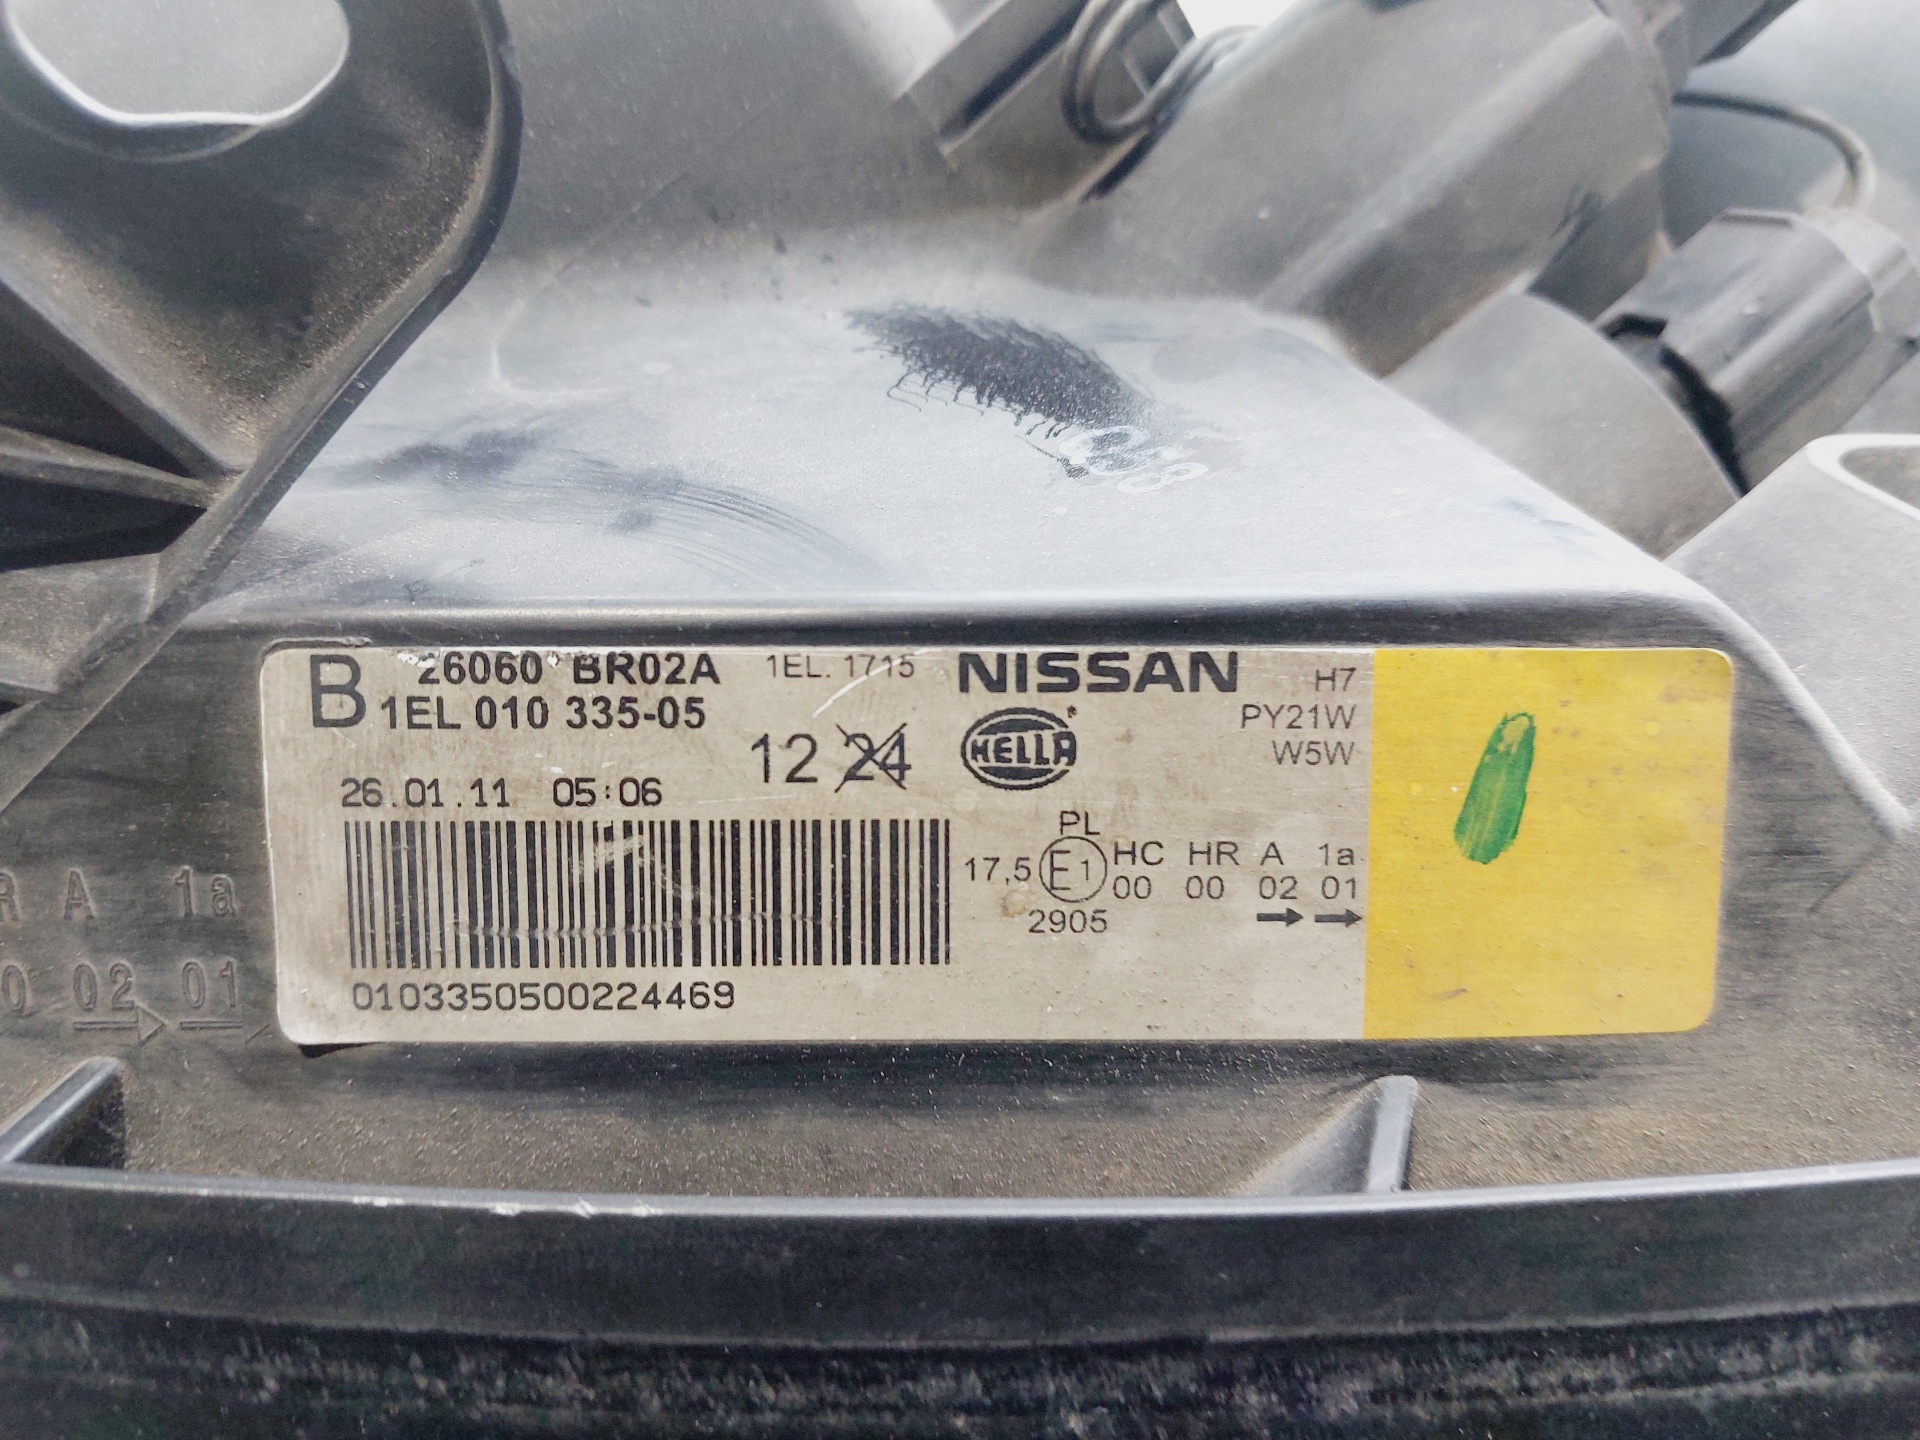 B 26060 BR02A 1EL. 1715 NISSAN H7
1EL 010 335-05 PY21W
12 24 HELLA W5W
26.01.11 05:06
PL
17,5 E1 HC HR A 1a
00 00 02 01
2905
0103350500224469
R A 1a
0 02 01